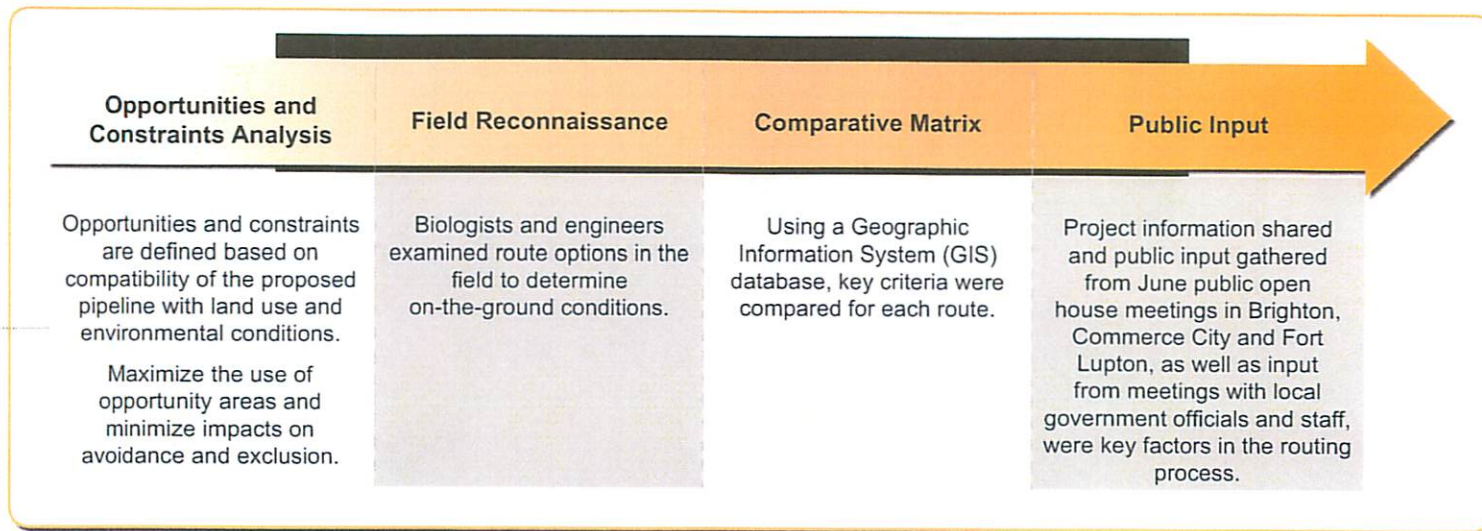 Opportunities and
Constraints Analysis
Field Reconnaissance
Comparative Matrix
Public Input
Opportunities and constraints
are defined based on
compatibility of the proposed
pipeline with land use and
environmental conditions.
Maximize the use of
opportunity areas and
minimize impacts on
avoidance and exclusion.
Biologists and engineers
examined route options in the
field to determine
on-the-ground conditions.
Using a Geographic
Information System (GIS)
database, key criteria were
compared for each route.
Project information shared
and public input gathered
from June public open
house meetings in Brighton,
Commerce City and Fort
Lupton, as well as input
from meetings with local
government officials and staff,
were key factors in the routing
process.